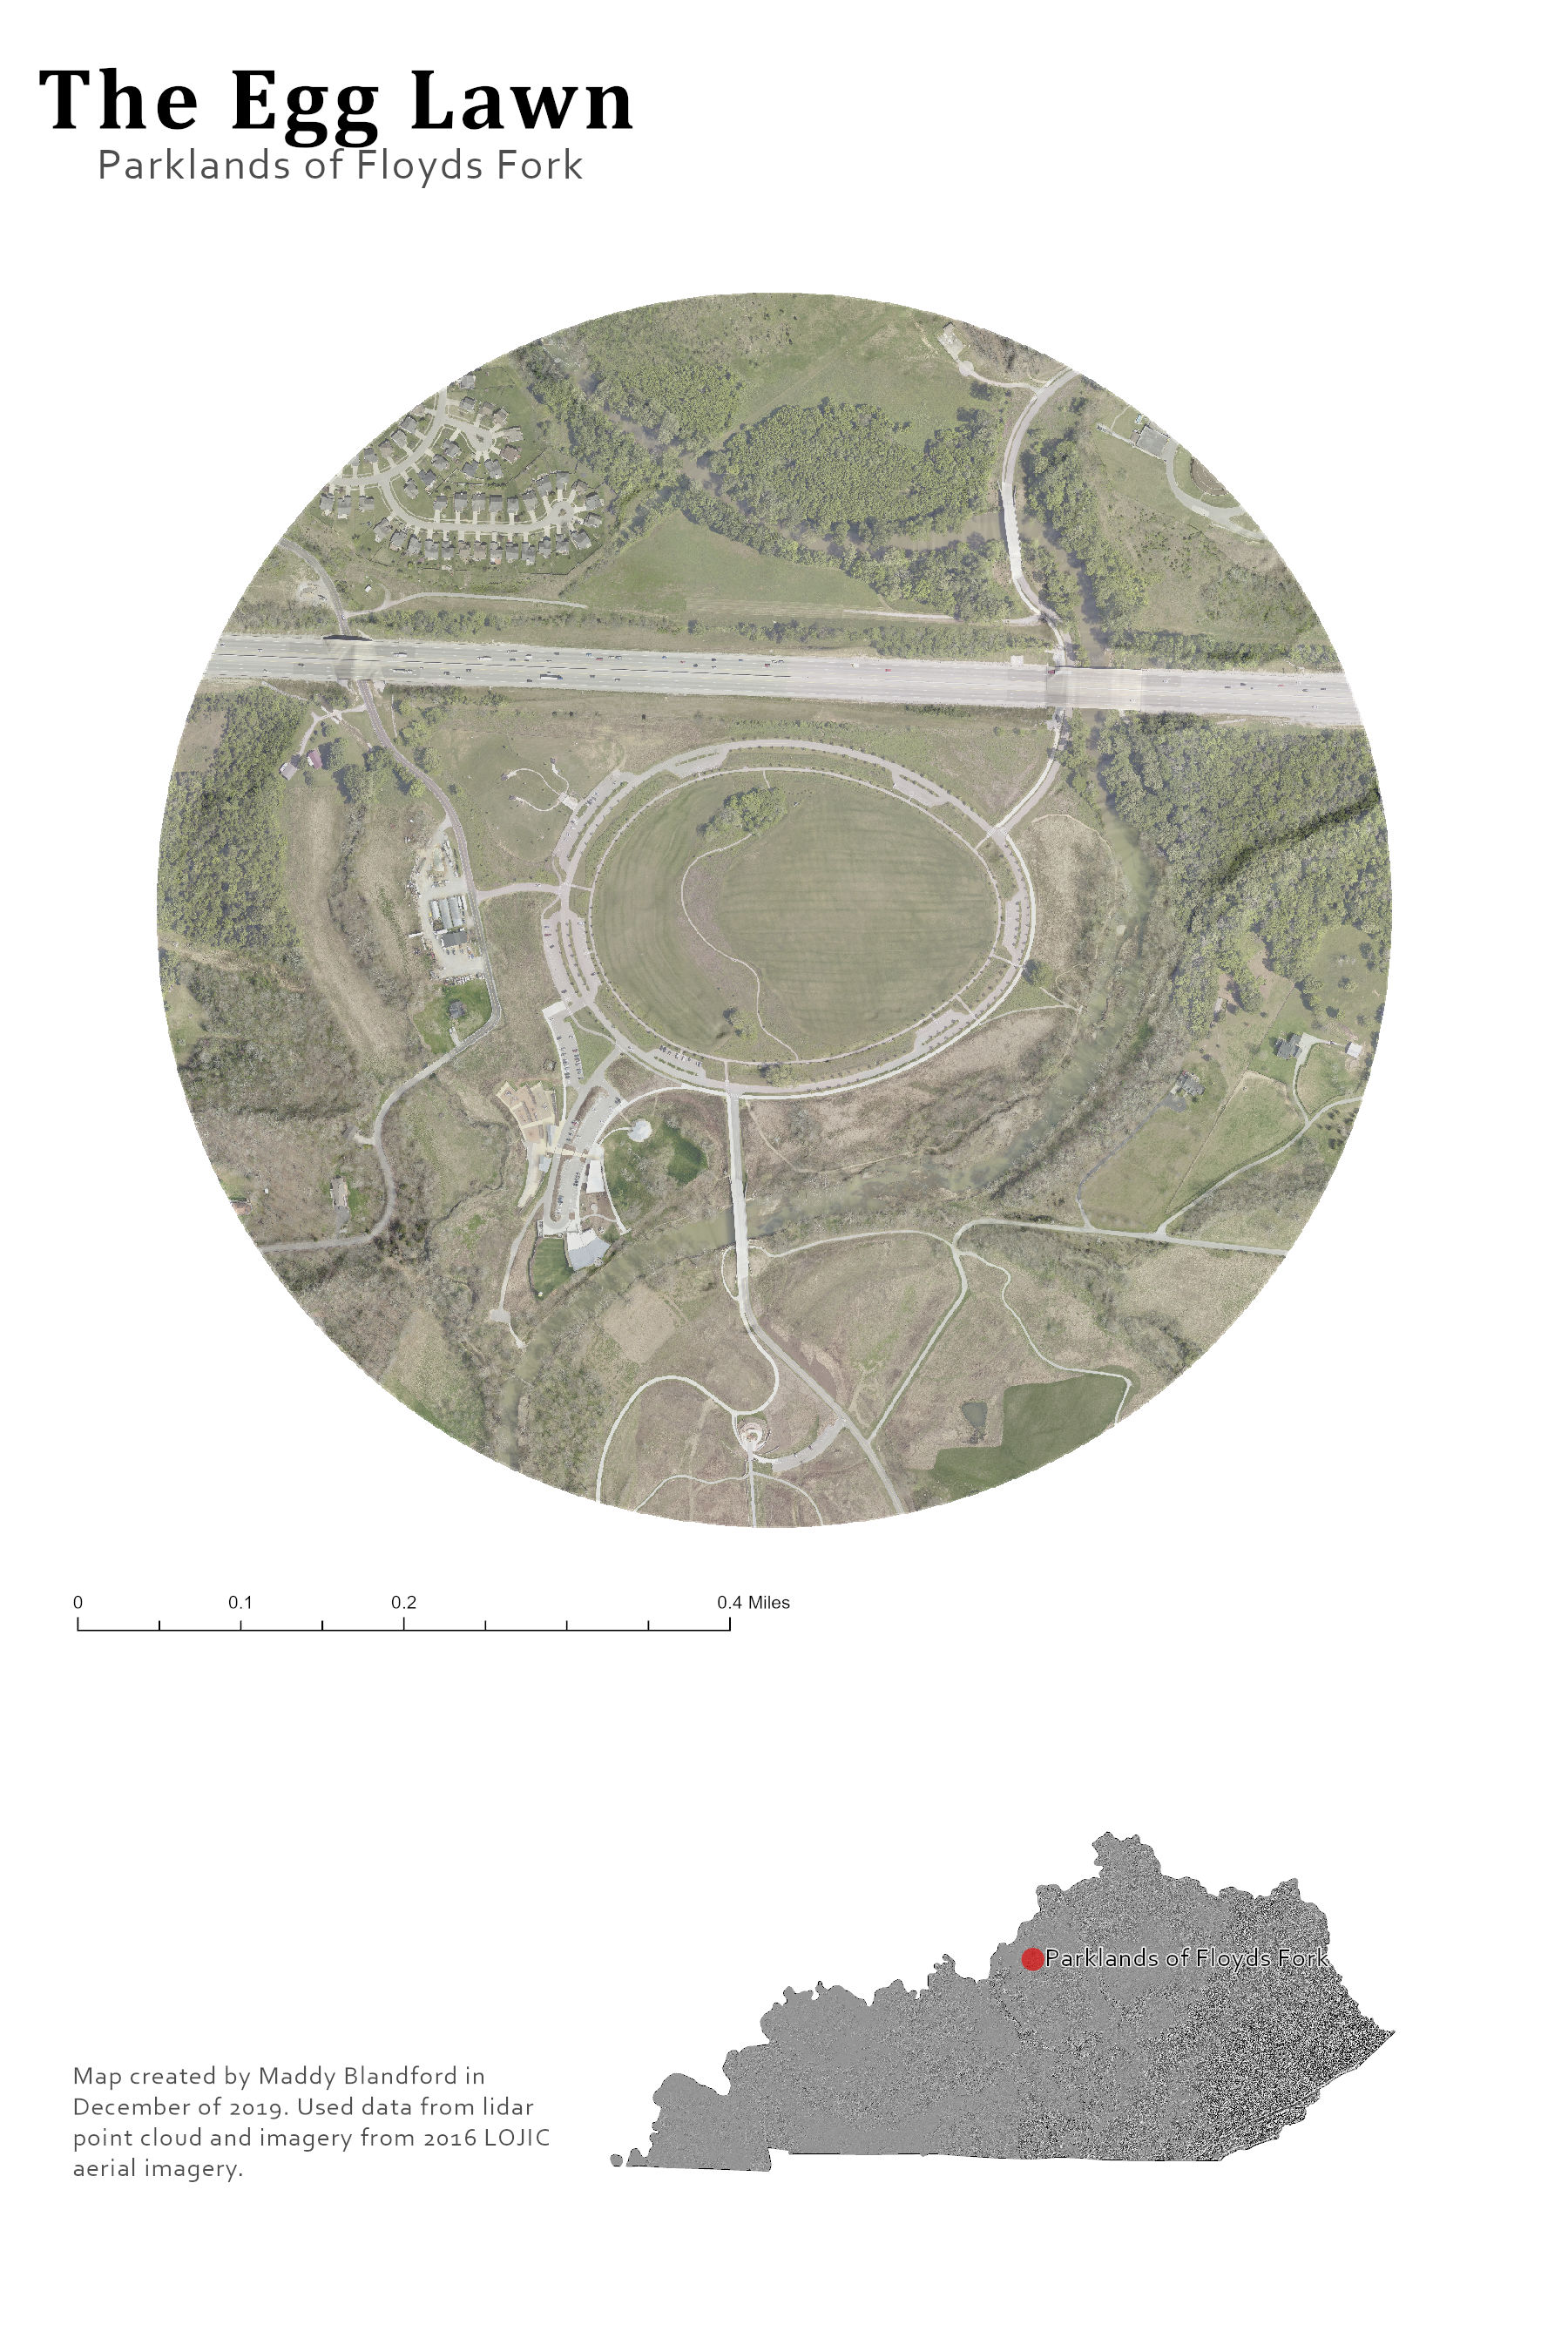 The Egg Lawn
Parklands of Floyds Fork
0 0.1 0.2 0.4 Miles
Parklands of Floyds Fork
Map created by Maddy Blandford in
December of 2019. Used data from lidar
point cloud and imagery from 2016 LOJIC
aerial imagery.